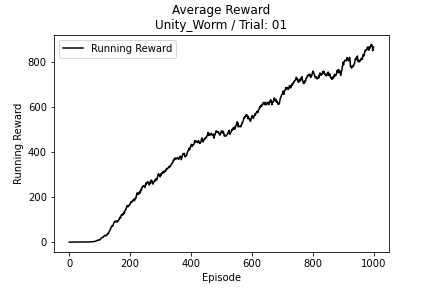 Average Reward
Unity_Worm / Trial: 01
Running Reward
Running Reward
800
600
400
200
0
0 200 400 600 800 1000
Episode